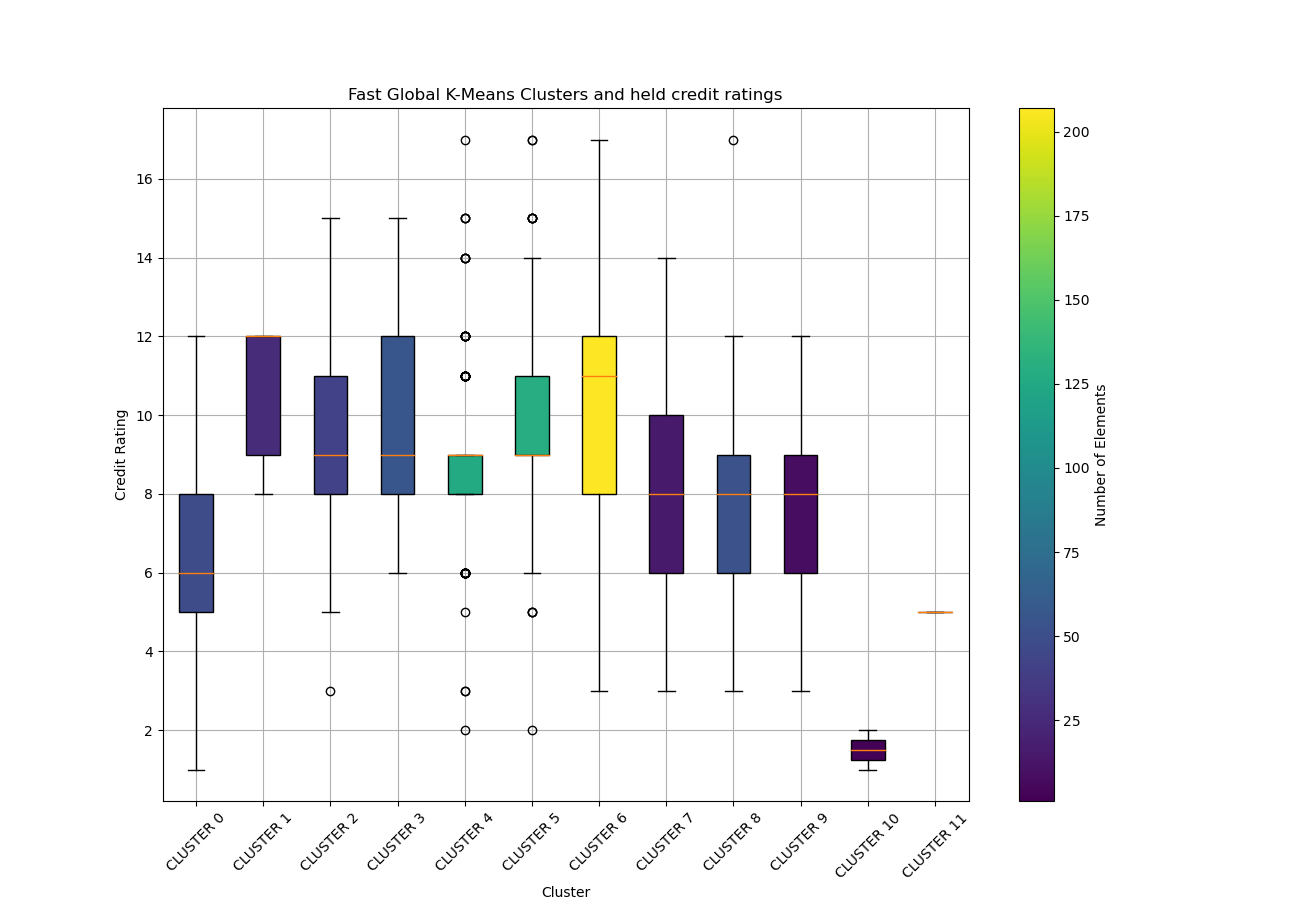 Fast Global K-Means Clusters and held credit ratings
Credit Rating
16
14
12
10
8
6
4
2
CLUSTER 0
CLUSTER 1
CLUSTER 2
CLUSTER 3
CLUSTER 4
CLUSTER 5
CLUSTER 6
CLUSTER 7
CLUSTER 8
CLUSTER 9
CLUSTER 10
CLUSTER 11
Cluster
200
175
150
125
100
75
50
25
Number of Elements